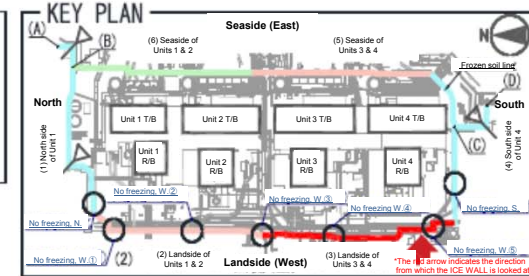 KEY PLAN
Seaside (East)
N
(A)
(B)
(6) Seaside of
Units 1 & 2
(5) Seaside of
Units 3 & 4
Frozen soil line
(D)
North
South
(1) North side
of Unit 1
(4) South side
of Unit 4
Unit 1 T/B
Unit 2 T/B
Unit 3 T/B
Unit 4 T/B
(C)
Unit 1
R/B
Unit 2
R/B
Unit 3
R/B
Unit 4
R/B
No freezing, W.②
No freezing, W.③
No freezing, W.④
No freezing, S.
No freezing, N.
No freezing, W.①
(2)
(2) Landside of
Units 1 & 2
Landside (West)
(3) Landside of
Units 3 & 4
No freezing, W.⑤
*The red arrow indicates the direction
from which the ICE WALL is looked at